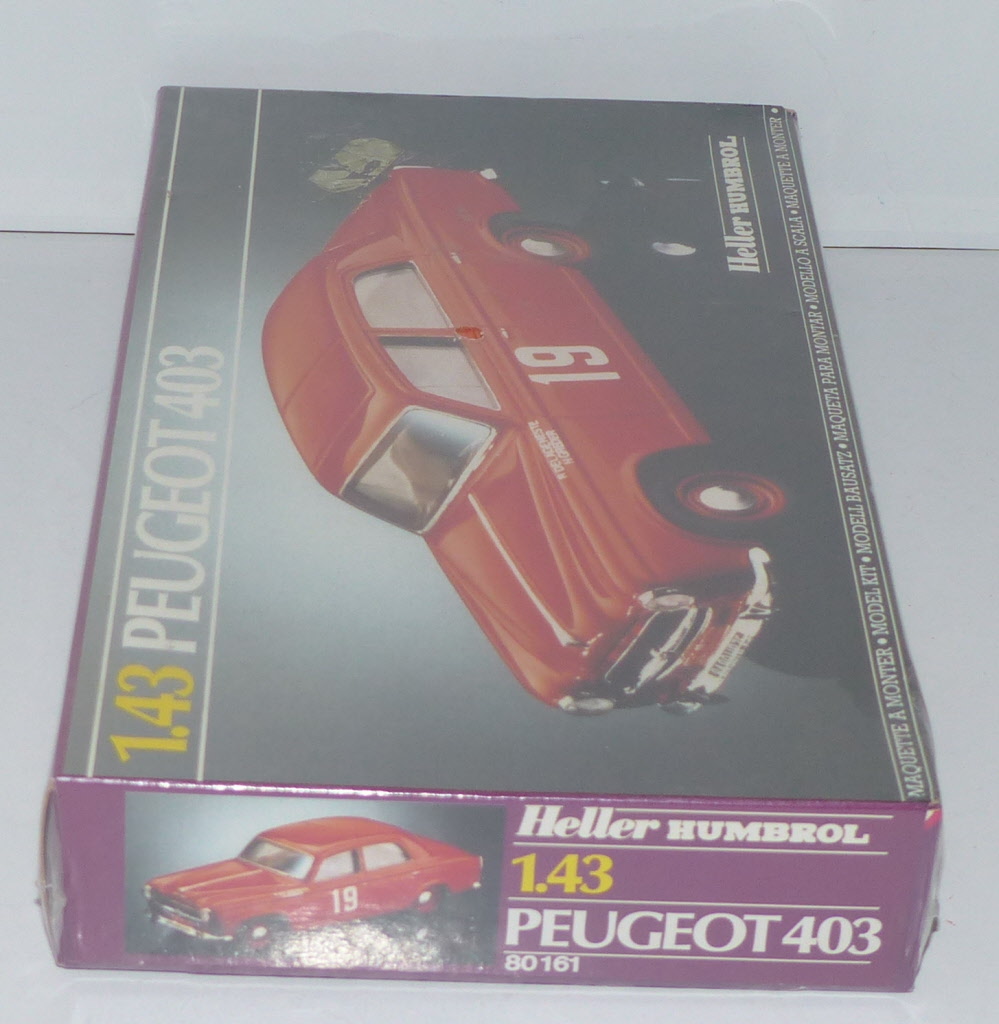 1.43 PEUGEOT 403
Heller HUMBROL
19
MAQUETTE A MONTER • MODEL KIT • MODELL BAUSATZ • MAQUETA PARA MONTAR • MODELLO A SCALA • MAQUETTE A MONTER •
19
Heller HUMBROL
1.43
PEUGEOT 403
80161